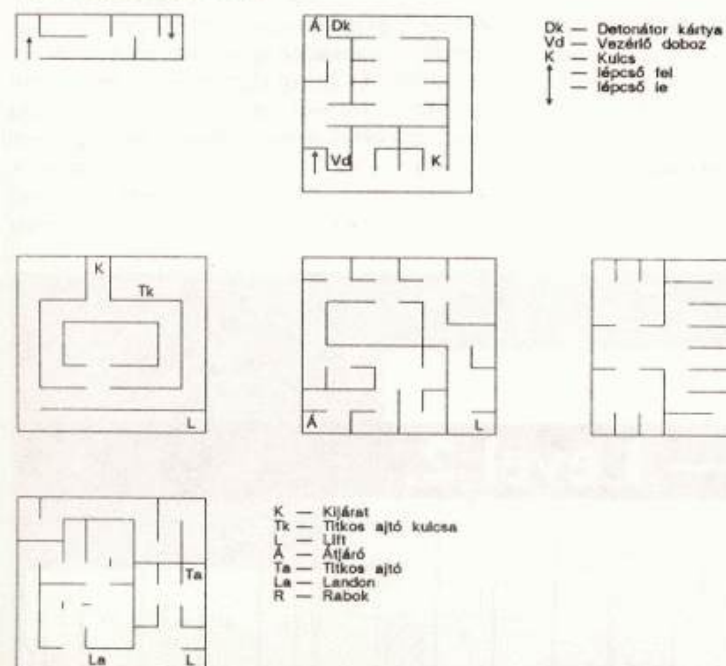 Á Dk
Vd K
Dk — Detonátor kártya
Vd — Vezérlő doboz
K — Kulcs
— lépcső fel
— lépcső le
K
Tk
L
Á L
K — Kijárat
Tk — Titkos ajtó kulcsa
L — Lift
Á — Átjáró
Ta — Titkos ajtó
La — Landon
R — Rabok
Ta
La L